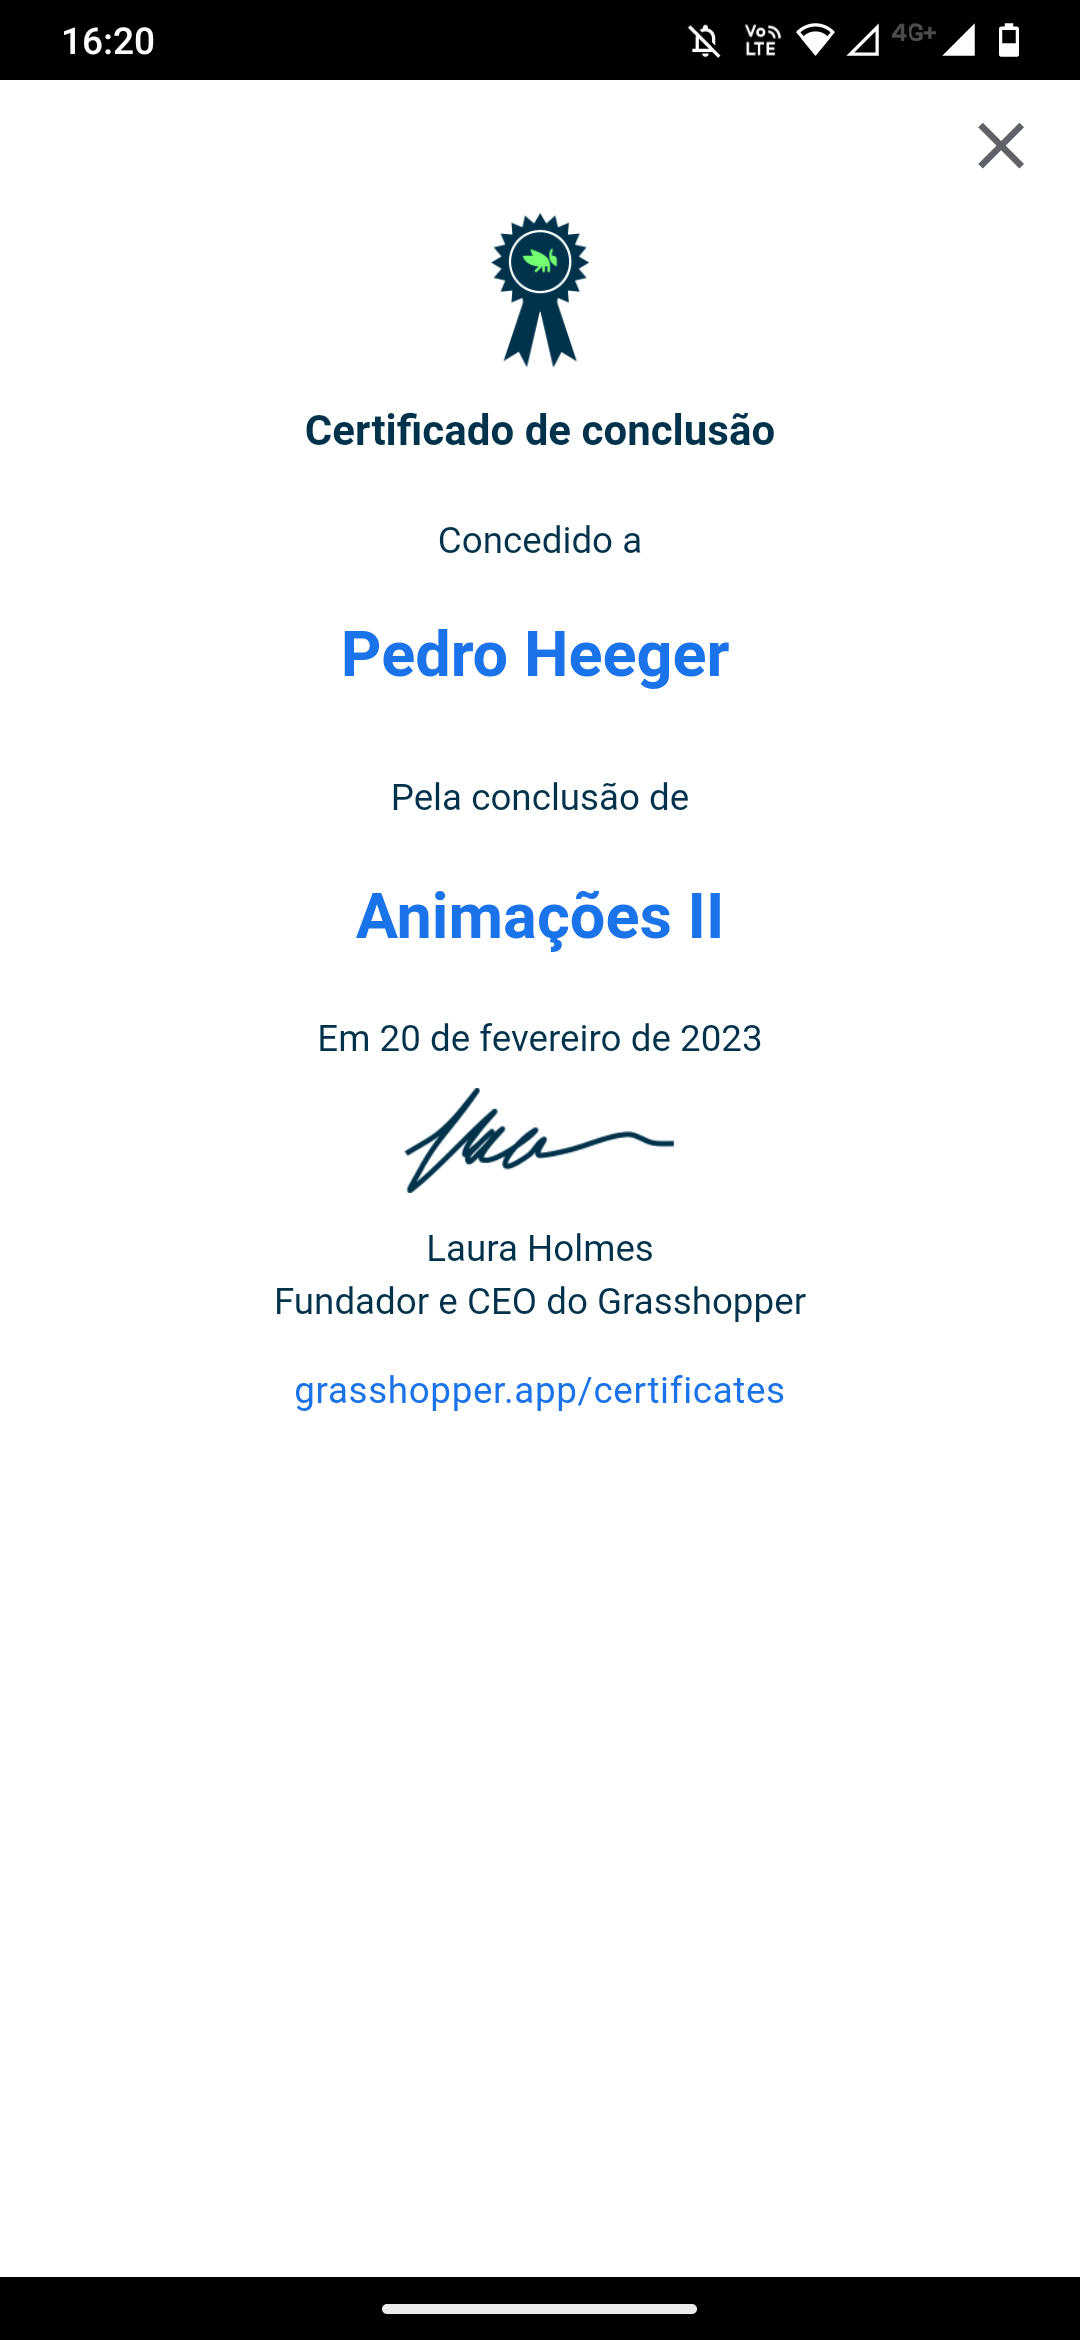 16:20
Vo LTE
4G+
Certificado de conclusão
Concedido a
Pedro Heeger
Pela conclusão de
Animações II
Em 20 de fevereiro de 2023
Laura Holmes
Fundador e CEO do Grasshopper
grasshopper.app/certificates